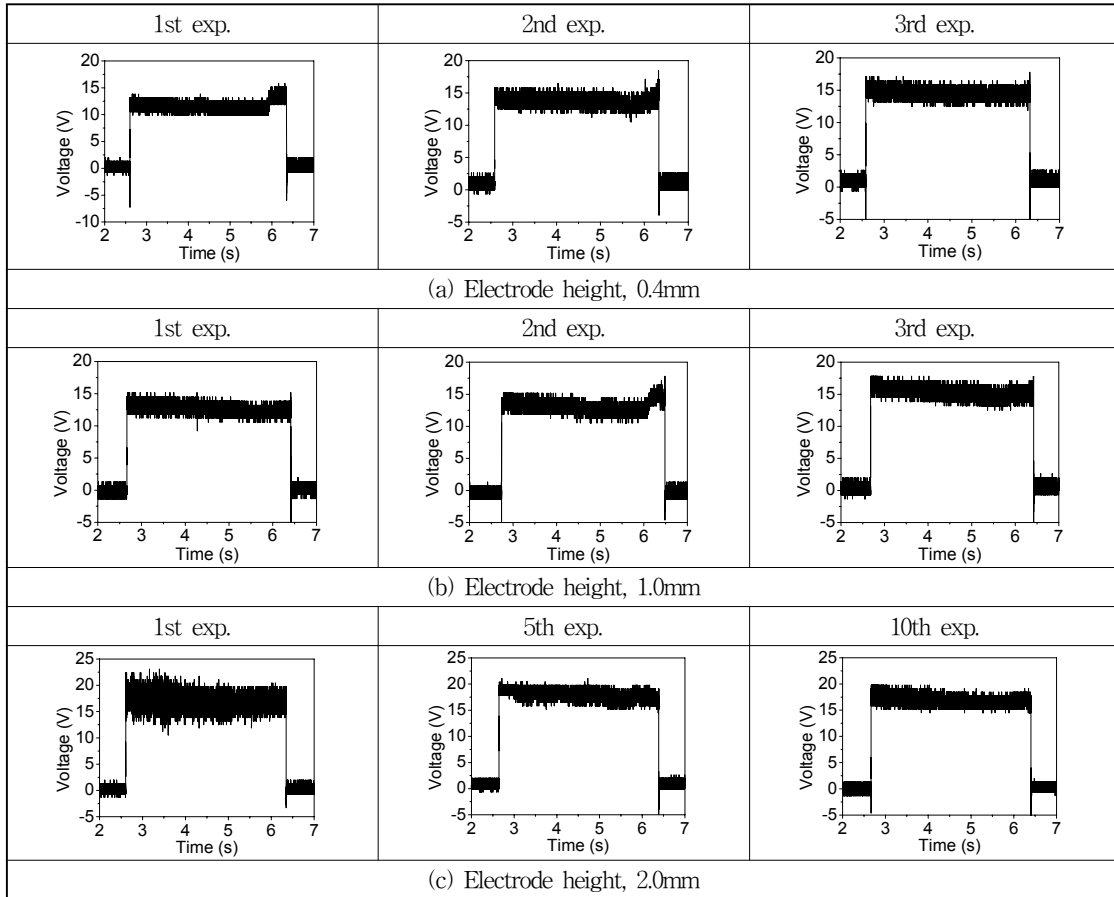 1st exp. 2nd exp. 3rd exp.
20
15
10
5
0
-5
-10
Voltage (V)
2 3 4 5 6 7
Time (s)
20
15
10
5
0
-5
Voltage (V)
2 3 4 5 6 7
Time (s)
20
15
10
5
0
-5
Voltage (V)
2 3 4 5 6 7
Time (s)
(a) Electrode height, 0.4mm
1st exp. 2nd exp. 3rd exp.
20
15
10
5
0
-5
Voltage (V)
2 3 4 5 6 7
Time (s)
20
15
10
5
0
-5
Voltage (V)
2 3 4 5 6 7
Time (s)
20
15
10
5
0
-5
Voltage (V)
2 3 4 5 6 7
Time (s)
(b) Electrode height, 1.0mm
1st exp. 5th exp. 10th exp.
25
20
15
10
5
0
-5
Voltage (V)
2 3 4 5 6 7
Time (s)
25
20
15
10
5
0
-5
Voltage (V)
2 3 4 5 6 7
Time (s)
25
20
15
10
5
0
-5
Voltage (V)
2 3 4 5 6 7
Time (s)
(c) Electrode height, 2.0mm